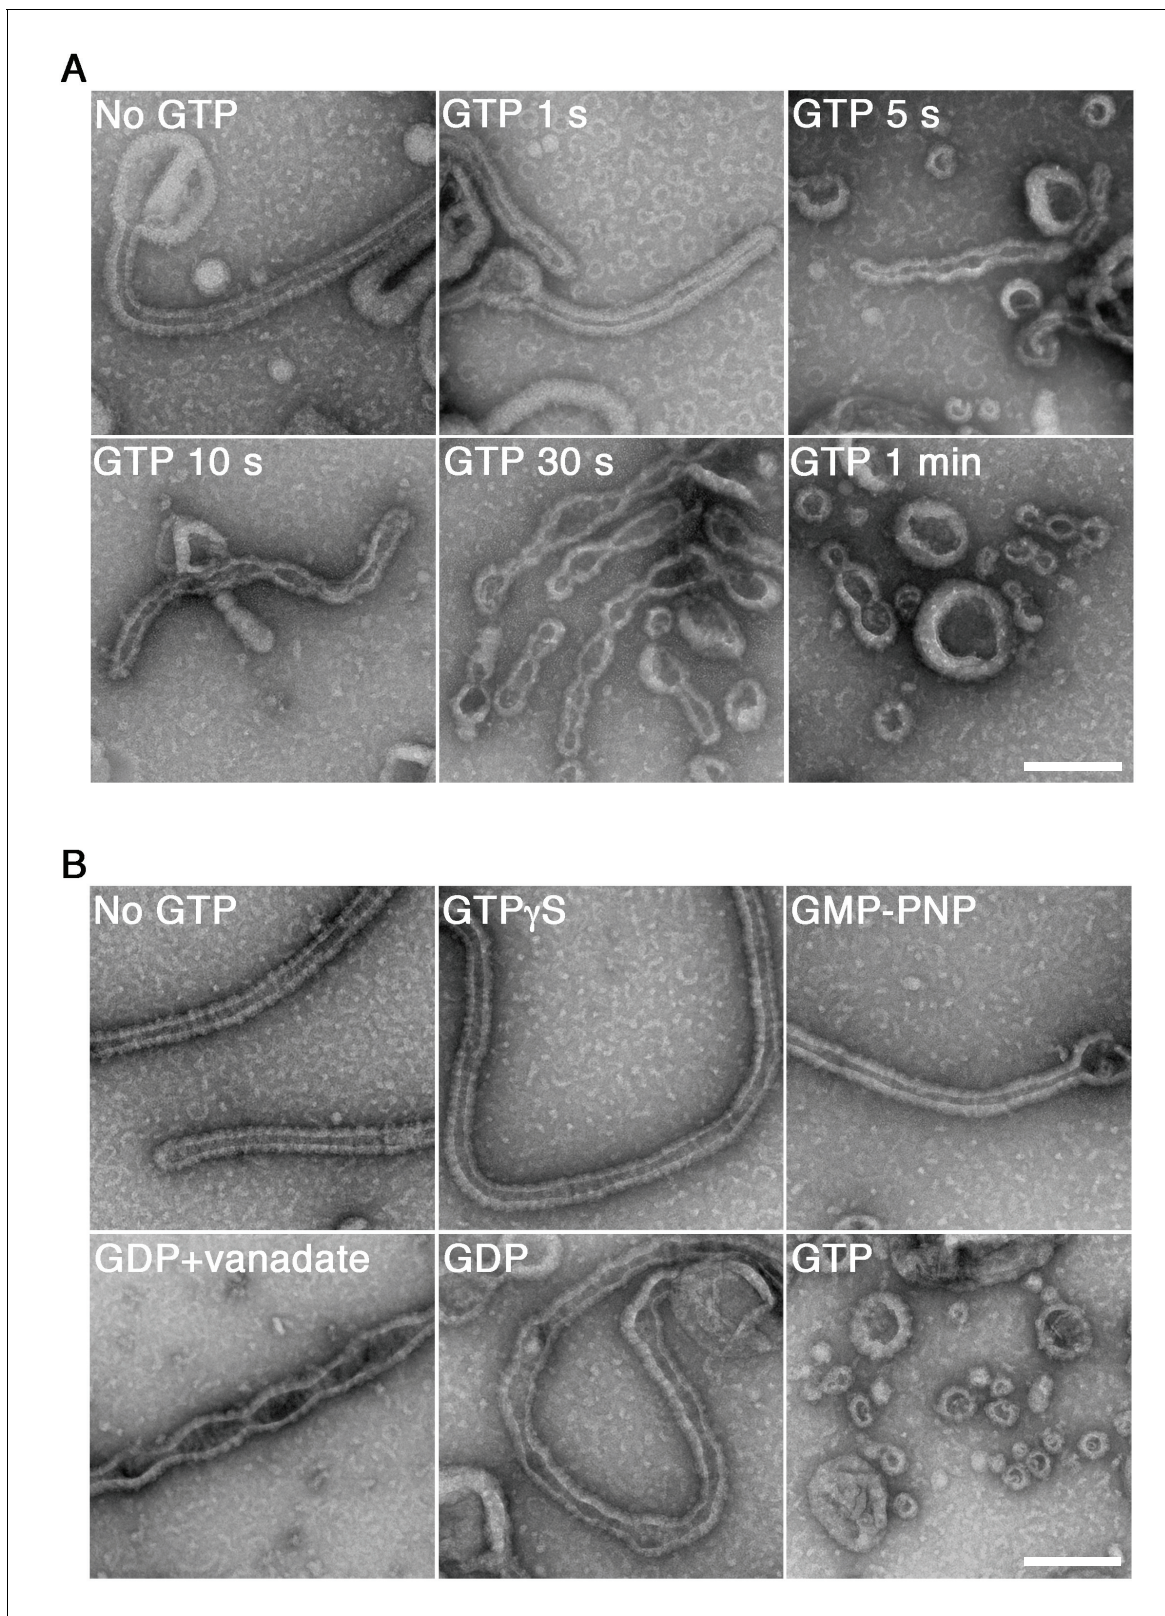 A
No GTP
GTP 1 s
GTP 5 s
GTP 10 s
GTP 30 s
GTP 1 min
B
No GTP
GTPγS
GMP-PNP
GDP+vanadate
GDP
GTP